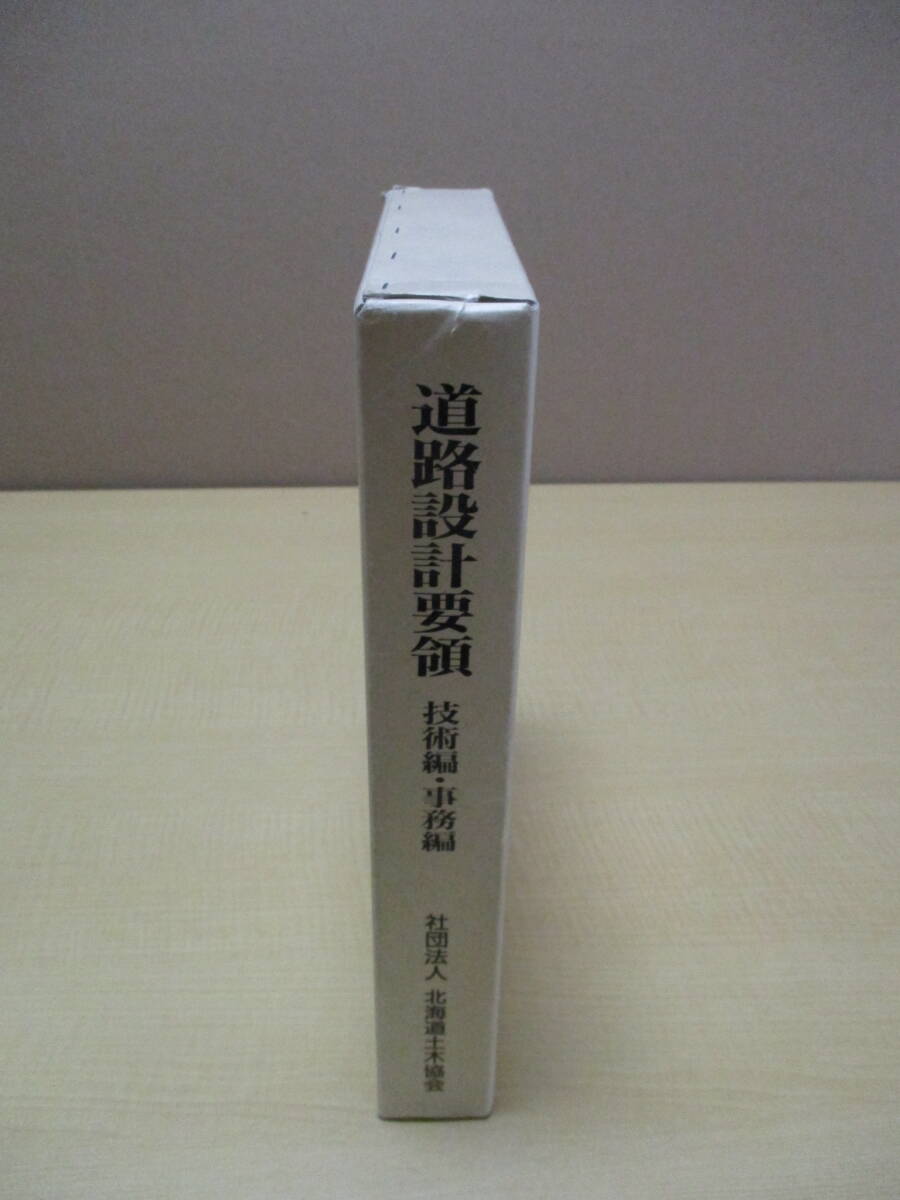 道路設計要領
技術編・事務編
社団法人 北海道土木協会